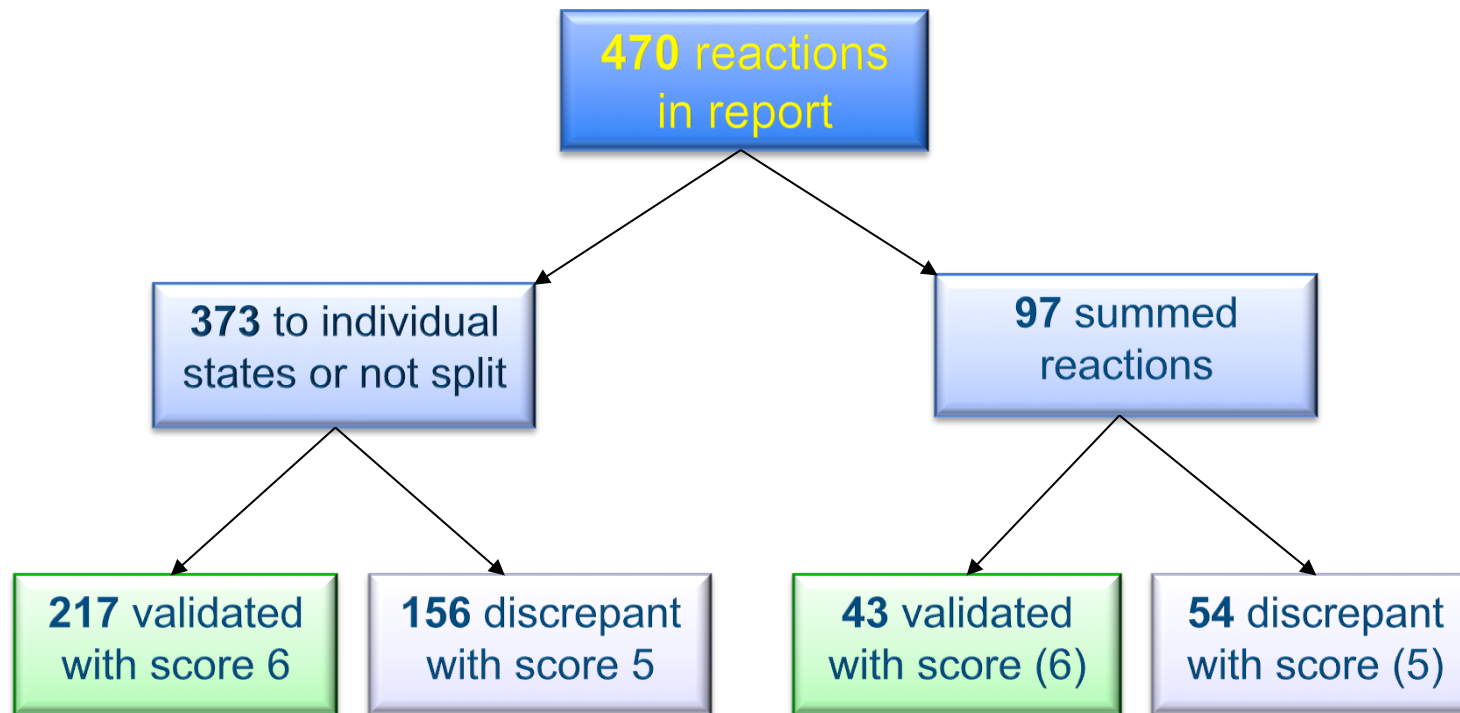 470 reactions
in report
373 to individual
states or not split
97 summed
reactions
217 validated
with score 6
156 discrepant
with score 5
43 validated
with score (6)
54 discrepant
with score (5)